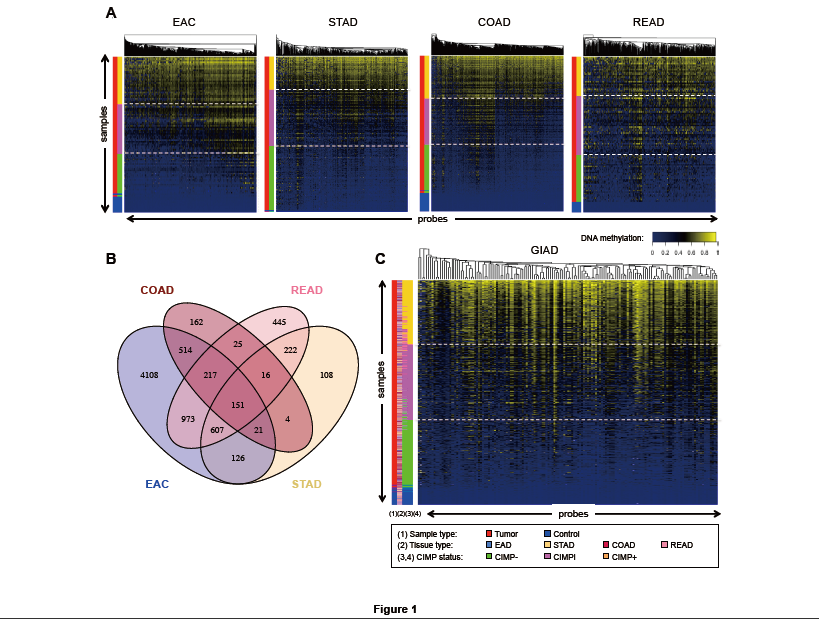 A
EAC STAD COAD READ
samples
probes
DNA methylation:
0 0.2 0.4 0.6 0.8 1
B
COAD READ
162 445
25
514 222
217 16
4108 108
151
973 4
607 21
126
EAC STAD
C
GIAD
samples
(1)(2)(3)(4) probes
(1) Sample type: Tumor Control
(2) Tissue type: EAD STAD COAD READ
(3,4) CIMP status: CIMP- CIMPI CIMP+
Figure 1